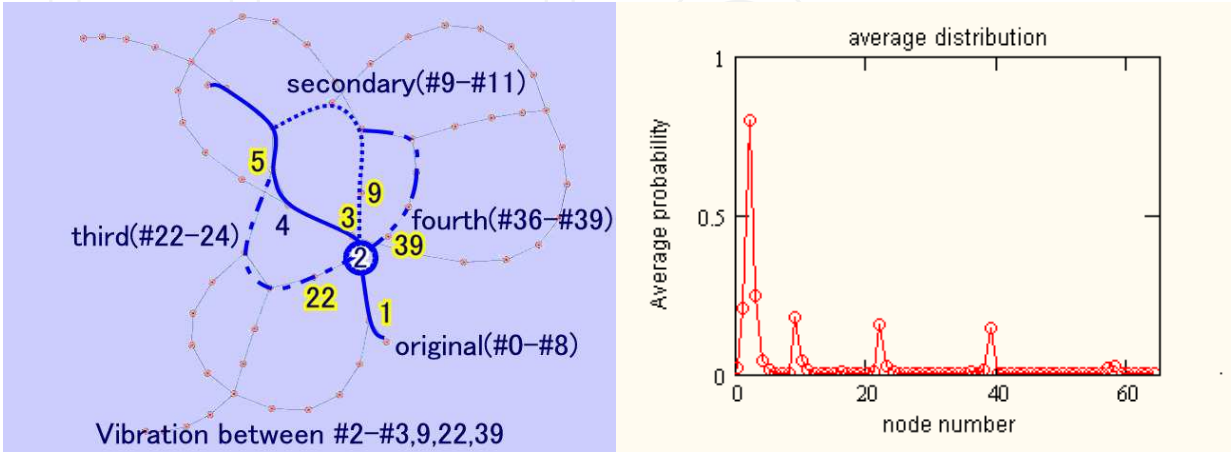 secondary(#9-#11)
5
9
3
4
fourth(#36-#39)
third(#22-24)
39
2
22
1
original(#0-#8)
Vibration between #2-#3,9,22,39
average distribution
1
0.5
0
Average probability
0
20
40
60
node number